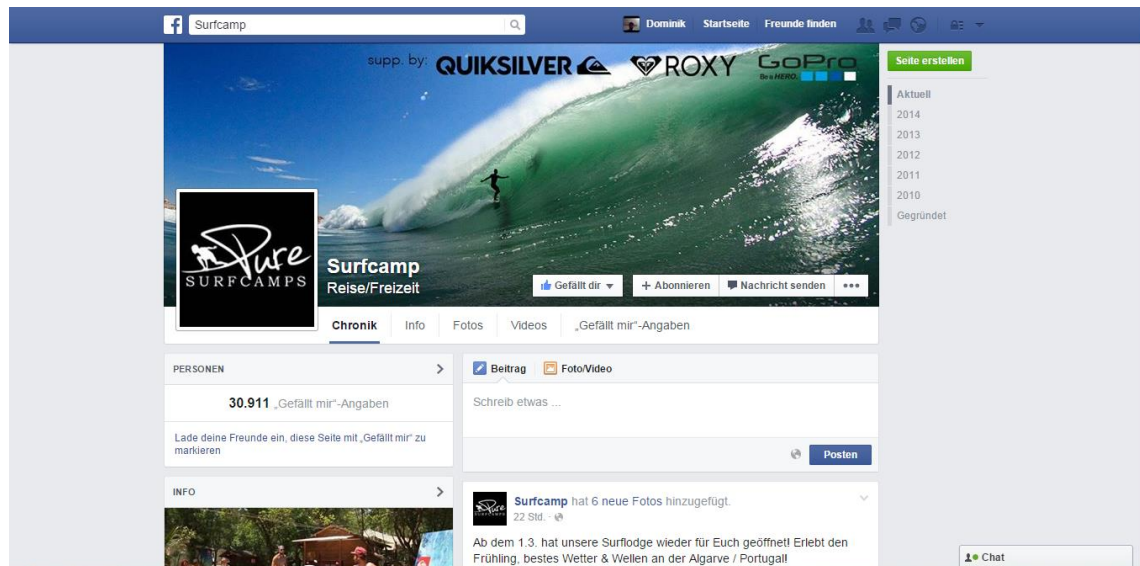 Surfcamp
Dominik Startseite Freunde finden
supp. by: QUIKSILVER ROXY GoPro
Be a HERO.
Seite erstellen
Aktuell
2014
2013
2012
2011
2010
Gegründet
Pure
SURFCAMPS
Surfcamp
Reise/Freizeit
Gefällt dir
+ Abonnieren
Nachricht senden
Chronik Info Fotos Videos „Gefällt mir“-Angaben
PERSONEN
30.911 „Gefällt mir“-Angaben
Lade deine Freunde ein, diese Seite mit „Gefällt mir“ zu
markieren
INFO
Beitrag Foto/Video
Schreib etwas ...
Posten
Pure
SURFCAMPS
Surfcamp hat 6 neue Fotos hinzugefügt.
22 Std. ·
Ab dem 1.3. hat unsere Surflodge wieder für Euch geöffnet! Erlebt den
Frühling, bestes Wetter & Wellen an der Algarve / Portugal!
Chat